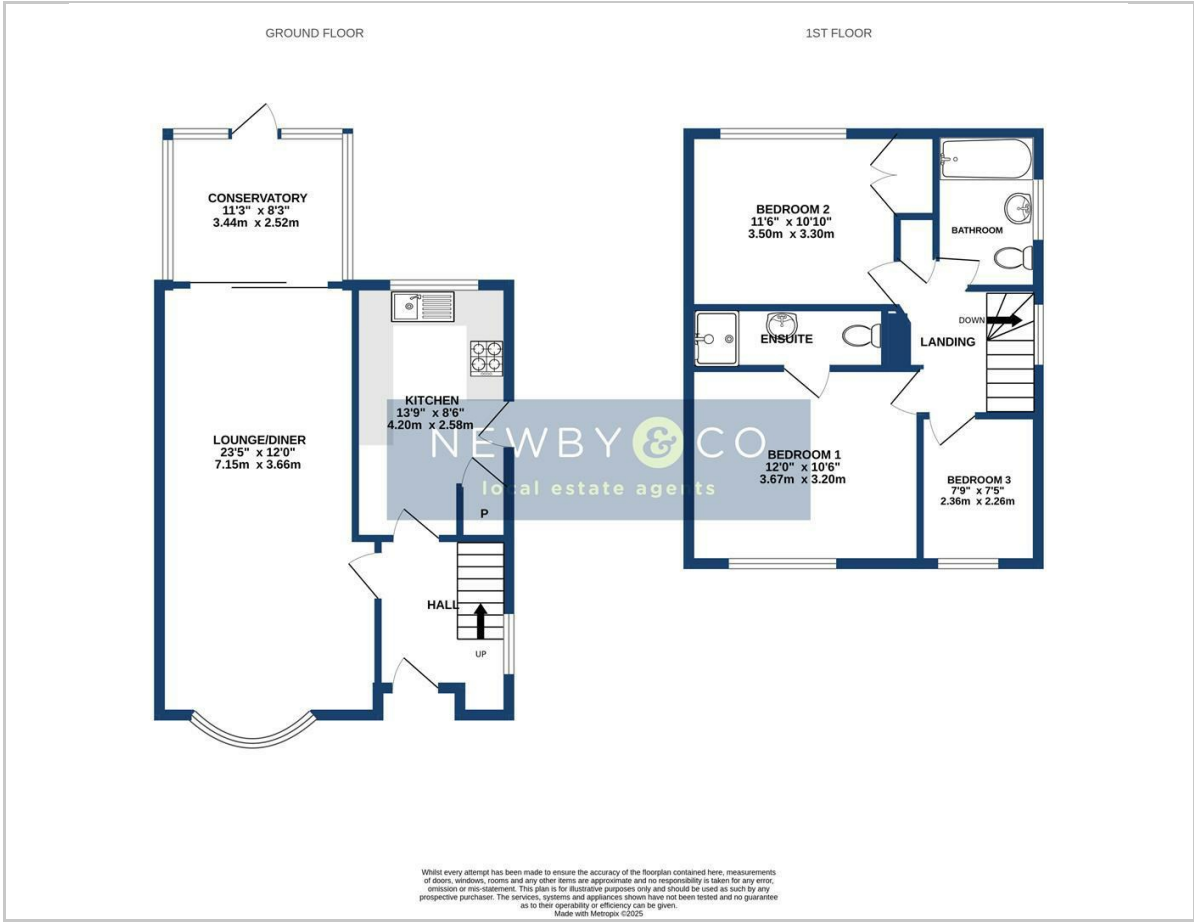 GROUND FLOOR
1ST FLOOR
CONSERVATORY
11'3" x 8'3"
3.44m x 2.52m
KITCHEN
13'9" x 8'6"
4.20m x 2.58m
LOUNGE/DINER
23'5" x 12'0"
7.15m x 3.66m
P
HALL
UP
BEDROOM 2
11'6" x 10'10"
3.50m x 3.30m
BATHROOM
ENSUITE
DOWN
LANDING
BEDROOM 1
12'0" x 10'6"
3.67m x 3.20m
BEDROOM 3
7'9" x 7'5"
2.36m x 2.26m
NEWBY & CO
local estate agents
Whilst every attempt has been made to ensure the accuracy of the floorplan contained here, measurements
of doors, windows, rooms and any other items are approximate and no responsibility is taken for any error,
omission or mis-statement. This plan is for illustrative purposes only and should be used as such by any
prospective purchaser. The services, systems and appliances shown have not been tested and no guarantee
as to their operability or efficiency can be given.
Made with Metropix ©2025